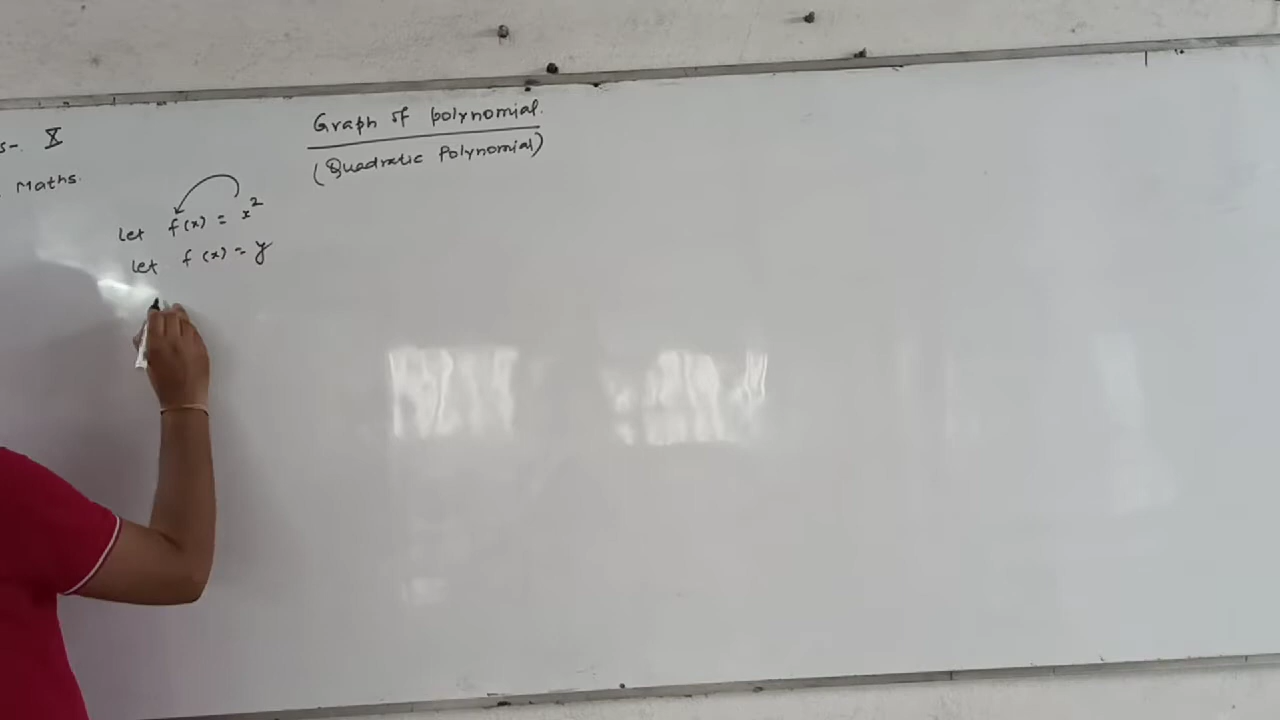 X
Maths.
Graph of polynomial.
(Quadratic Polynomial)
let f(x) = x²
let f(x) = y